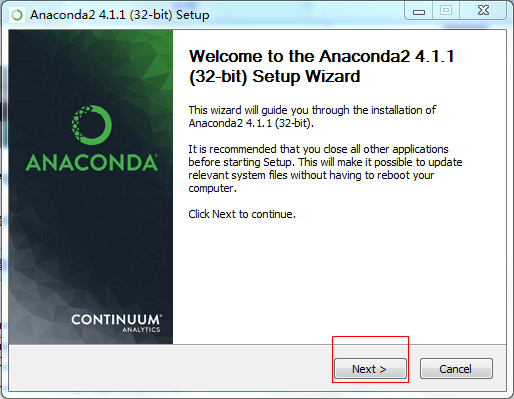 Anaconda2 4.1.1 (32-bit) Setup
Welcome to the Anaconda2 4.1.1
(32-bit) Setup Wizard
This wizard will guide you through the installation of
Anaconda2 4.1.1 (32-bit).
It is recommended that you close all other applications
before starting Setup. This will make it possible to update
relevant system files without having to reboot your
computer.
Click Next to continue.
ANACONDA®
CONTINUUM®
ANALYTICS
Next >
Cancel